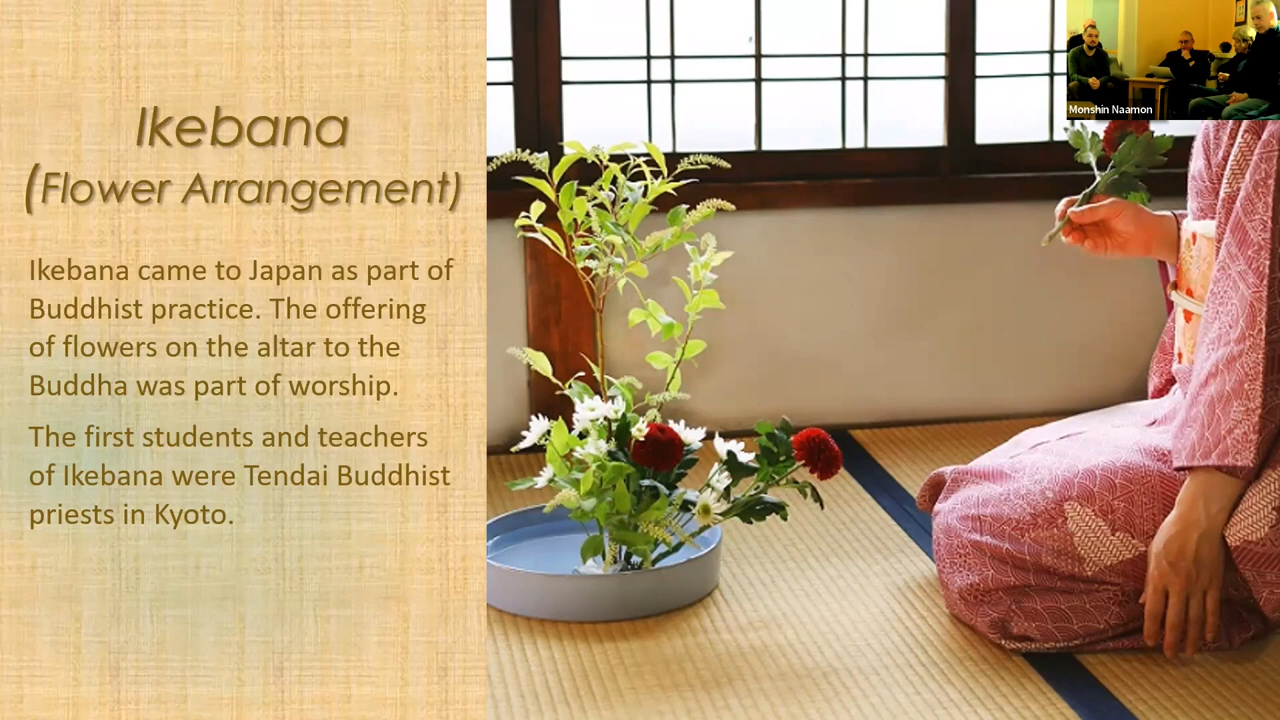 Ikebana
(Flower Arrangement)
Ikebana came to Japan as part of
Buddhist practice. The offering
of flowers on the altar to the
Buddha was part of worship.
The first students and teachers
of Ikebana were Tendai Buddhist
priests in Kyoto.
Monshin Naamon